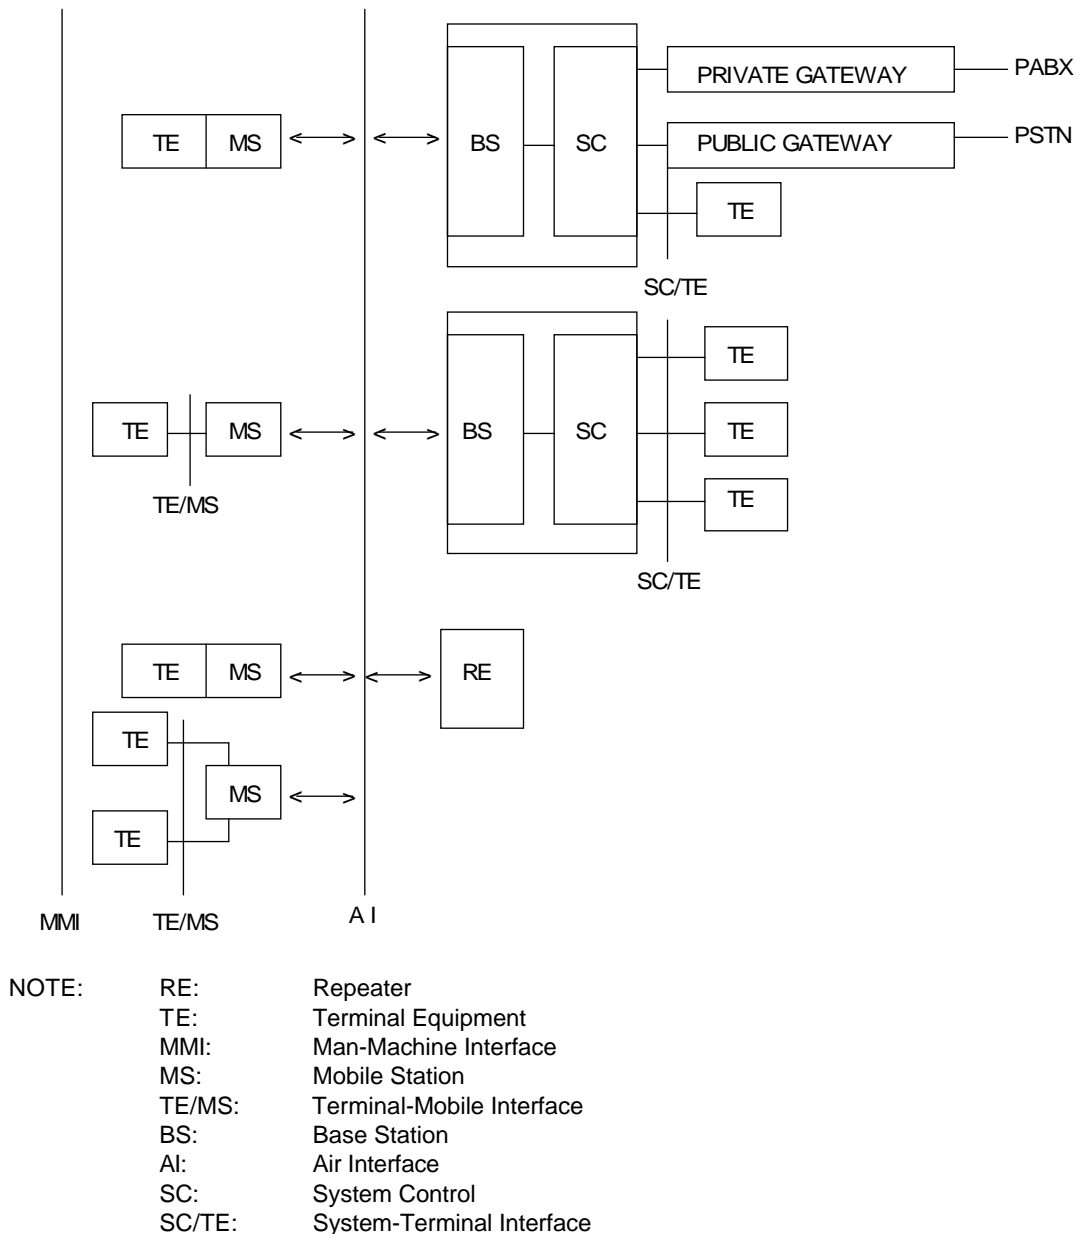 PRIVATE GATEWAY PABX
TE MS BS SC PUBLIC GATEWAY PSTN
TE
SC/TE
TE
TE MS BS SC TE
TE/MS TE
SC/TE
TE MS RE
TE
MS
TE
MMI TE/MS A I
NOTE: RE: Repeater
TE: Terminal Equipment
MMI: Man-Machine Interface
MS: Mobile Station
TE/MS: Terminal-Mobile Interface
BS: Base Station
AI: Air Interface
SC: System Control
SC/TE: System-Terminal Interface